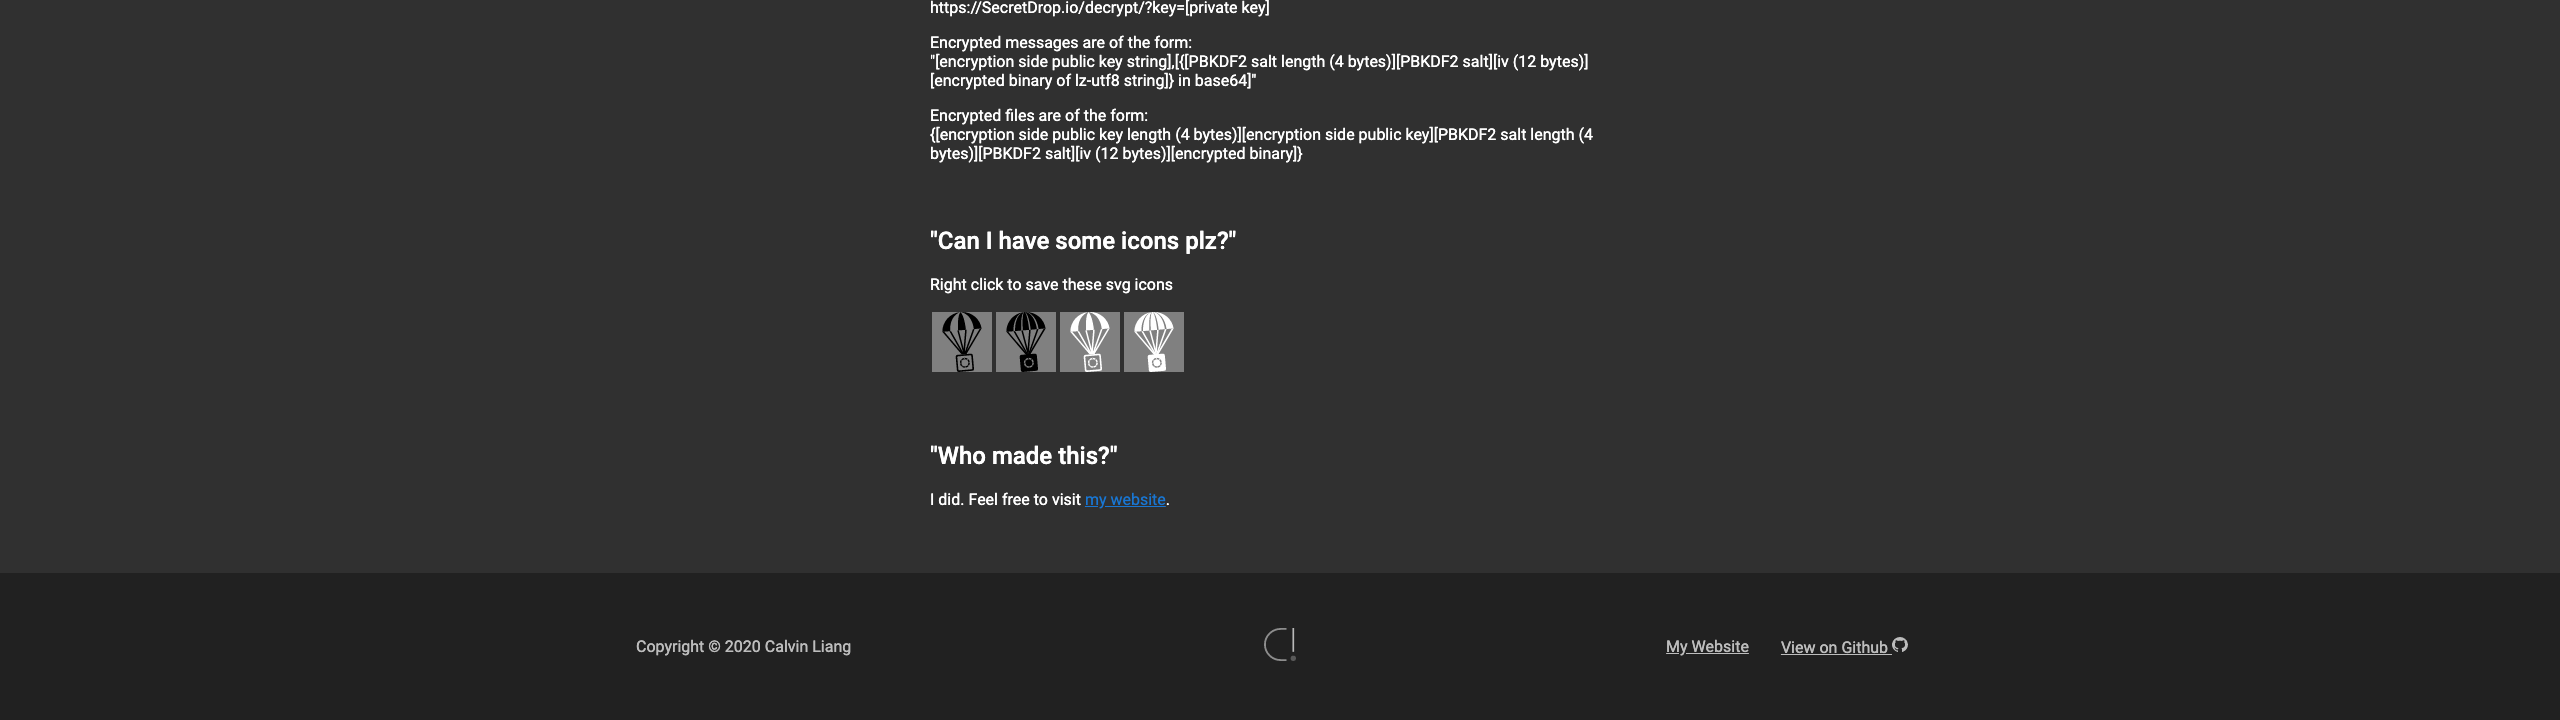 https://SecretDrop.io/decrypt/?key=[private key]
Encrypted messages are of the form:
"[encryption side public key string],[{[PBKDF2 salt length (4 bytes)][PBKDF2 salt][iv (12 bytes)]
[encrypted binary of lz-utf8 string]} in base64]"
Encrypted files are of the form:
{[encryption side public key length (4 bytes)][encryption side public key][PBKDF2 salt length (4
bytes)][PBKDF2 salt][iv (12 bytes)][encrypted binary]}
"Can I have some icons plz?"
Right click to save these svg icons
"Who made this?"
I did. Feel free to visit my website.
Copyright © 2020 Calvin Liang
My Website
View on Github